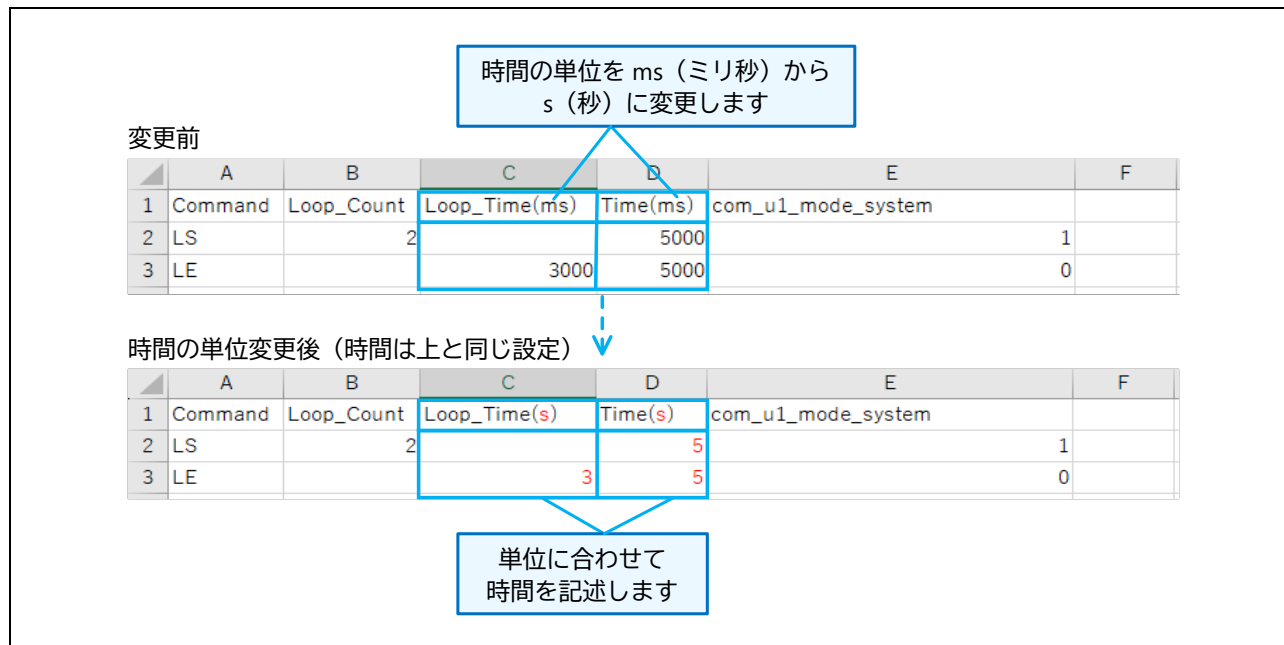 時間の単位を ms（ミリ秒）から
s（秒）に変更します
変更前
A B C D E F
1 Command Loop_Count Loop_Time(ms) Time(ms) com_u1_mode_system
2 LS 2 5000 1
3 LE 3000 5000 0
時間の単位変更後（時間は上と同じ設定）
A B C D E F
1 Command Loop_Count Loop_Time(s) Time(s) com_u1_mode_system
2 LS 2 5 1
3 LE 3 5 0
単位に合わせて
時間を記述します